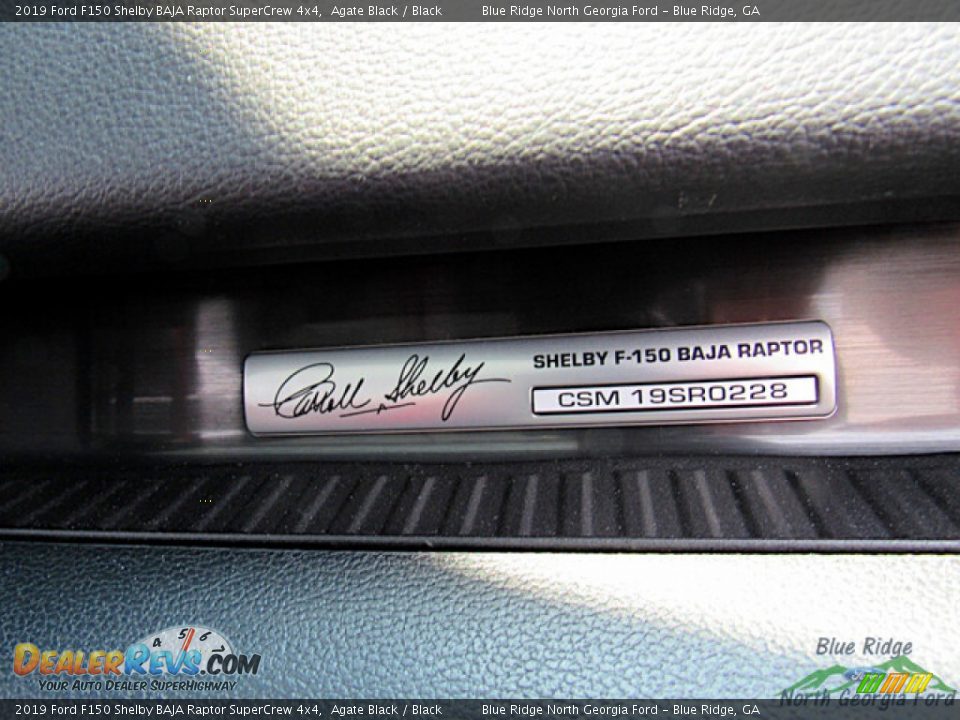 2019 Ford F150 Shelby BAJA Raptor SuperCrew 4x4, Agate Black / Black Blue Ridge North Georgia Ford - Blue Ridge, GA
Carroll Shelby
SHELBY F-150 BAJA RAPTOR
CSM 19SR0228
4 5 6
DEALERREVS.COM
YOUR AUTO DEALER SUPERHIGHWAY
Blue Ridge
North Georgia Ford
2019 Ford F150 Shelby BAJA Raptor SuperCrew 4x4, Agate Black / Black Blue Ridge North Georgia Ford - Blue Ridge, GA